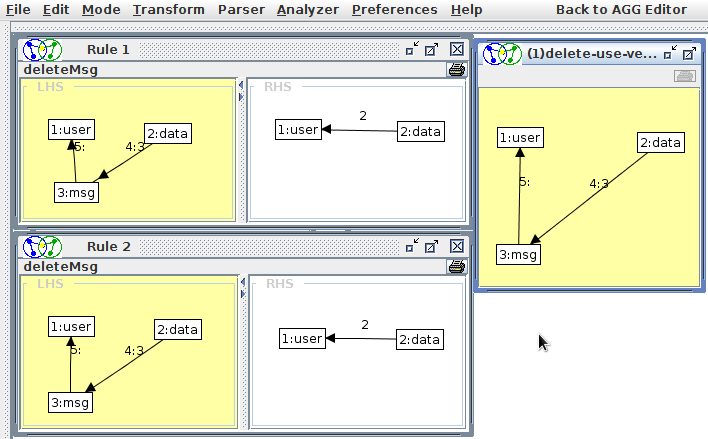 File Edit Mode Transform Parser Analyzer Preferences Help Back to AGG Editor
Rule 1
deleteMsg
LHS
1:user
2:data
5:
4:3
3:msg
RHS
2
1:user
2:data
(1)delete-use-ve...
1:user
2:data
5:
4:3
3:msg
Rule 2
deleteMsg
LHS
1:user
2:data
5:
4:3
3:msg
RHS
2
1:user
2:data